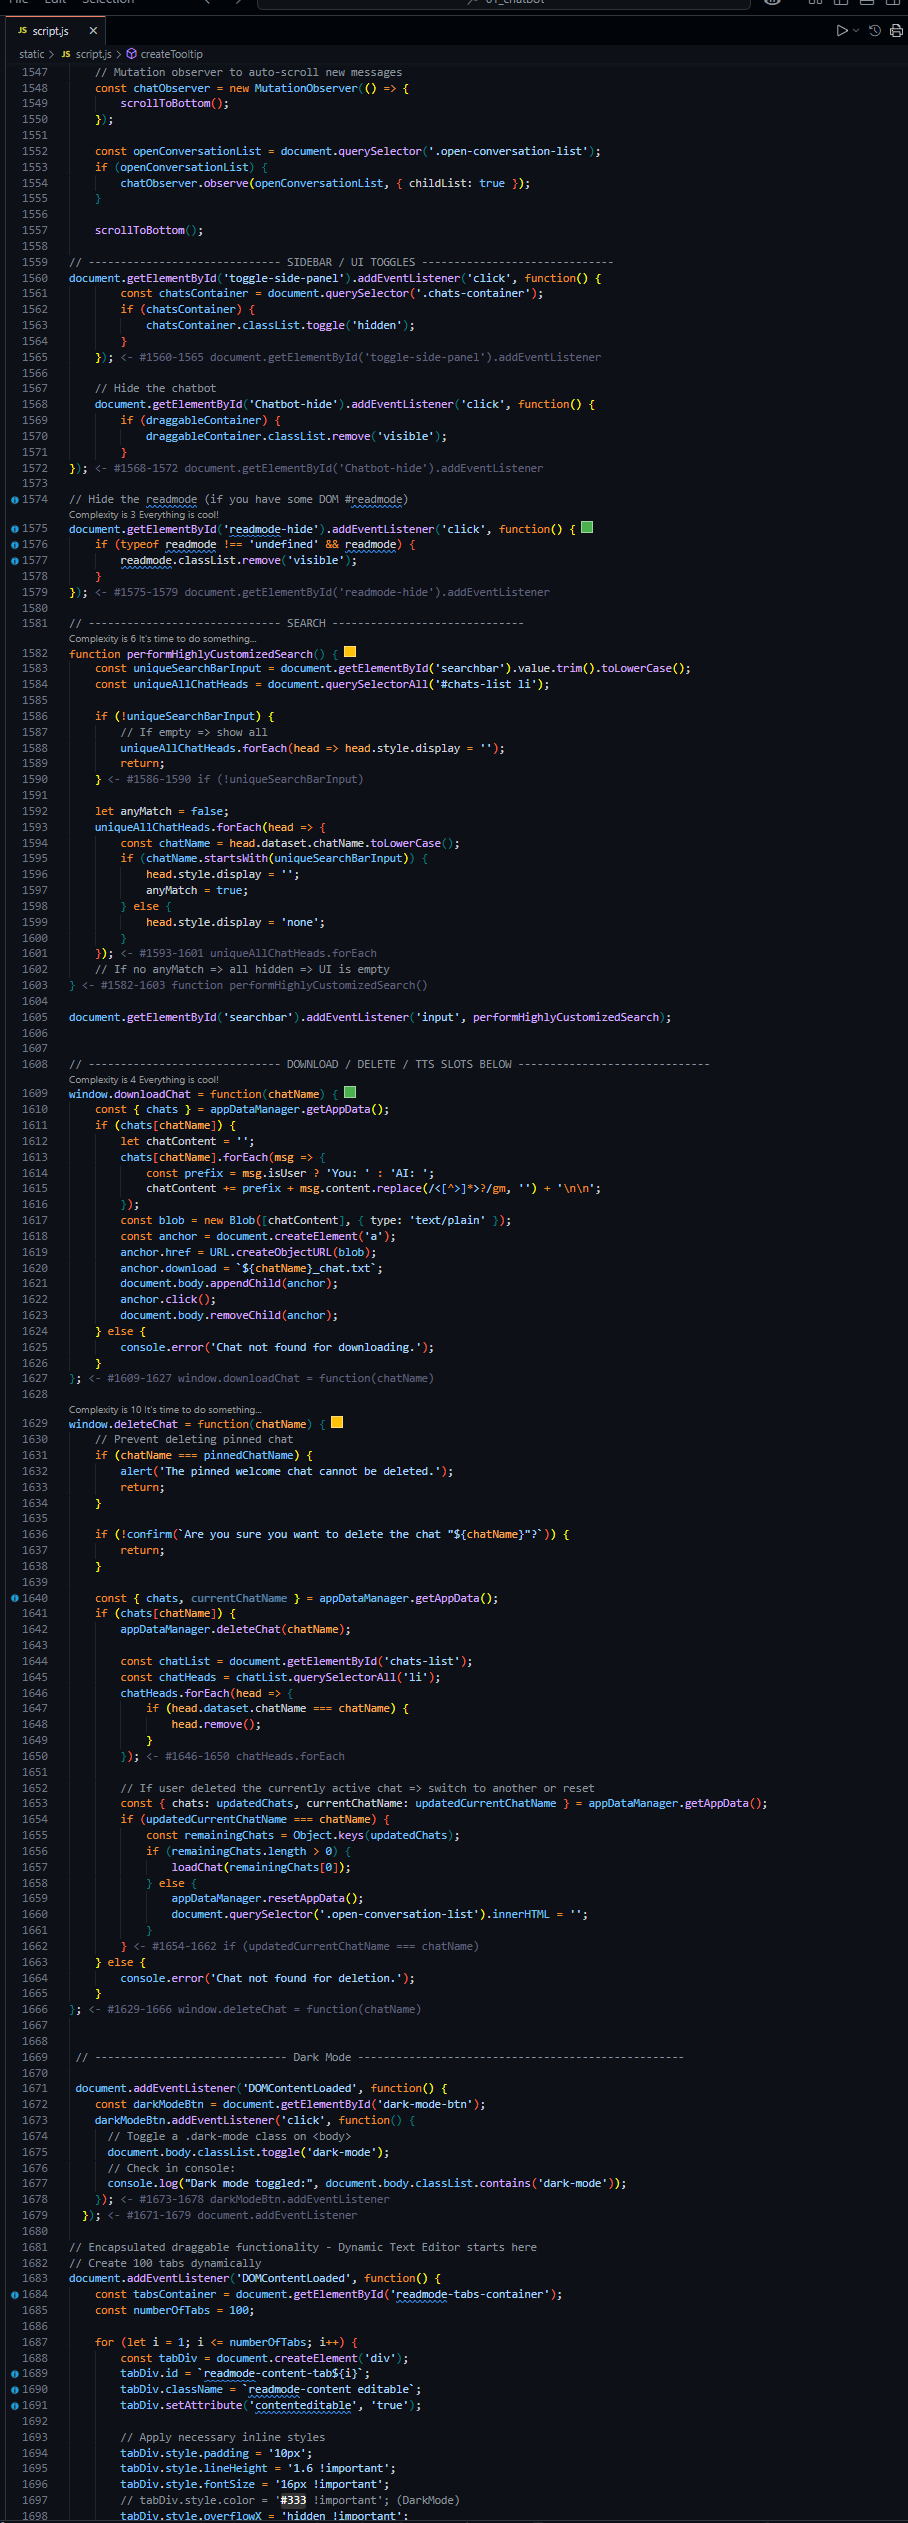 File Edit Selection 01_chatbot
JS script.js ×
static > JS script.js > createTooltip
1547 // Mutation observer to auto-scroll new messages
1548 const chatObserver = new MutationObserver(() => {
1549 scrollToBottom();
1550 });
1551
1552 const openConversationList = document.querySelector('.open-conversation-list');
1553 if (openConversationList) {
1554 chatObserver.observe(openConversationList, { childList: true });
1555 }
1556
1557 scrollToBottom();
1558
1559 // ------------------------------ SIDEBAR / UI TOGGLES ------------------------------
1560 document.getElementById('toggle-side-panel').addEventListener('click', function() {
1561 const chatsContainer = document.querySelector('.chats-container');
1562 if (chatsContainer) {
1563 chatsContainer.classList.toggle('hidden');
1564 }
1565 }); <- #1560-1565 document.getElementById('toggle-side-panel').addEventListener
1566
1567 // Hide the chatbot
1568 document.getElementById('Chatbot-hide').addEventListener('click', function() {
1569 if (draggableContainer) {
1570 draggableContainer.classList.remove('visible');
1571 }
1572 }); <- #1568-1572 document.getElementById('Chatbot-hide').addEventListener
1573
1574 // Hide the readmode (if you have some DOM #readmode)
Complexity is 3 Everything is cool!
1575 document.getElementById('readmode-hide').addEventListener('click', function() {
1576 if (typeof readmode !== 'undefined' && readmode) {
1577 readmode.classList.remove('visible');
1578 }
1579 }); <- #1575-1579 document.getElementById('readmode-hide').addEventListener
1580
1581 // ------------------------------ SEARCH ------------------------------
Complexity is 6 It's time to do something...
1582 function performHighlyCustomizedSearch() {
1583 const uniqueSearchBarInput = document.getElementById('searchbar').value.trim().toLowerCase();
1584 const uniqueAllChatHeads = document.querySelectorAll('#chats-list li');
1585
1586 if (!uniqueSearchBarInput) {
1587 // If empty => show all
1588 uniqueAllChatHeads.forEach(head => head.style.display = '');
1589 return;
1590 } <- #1586-1590 if (!uniqueSearchBarInput)
1591
1592 let anyMatch = false;
1593 uniqueAllChatHeads.forEach(head => {
1594 const chatName = head.dataset.chatName.toLowerCase();
1595 if (chatName.startsWith(uniqueSearchBarInput)) {
1596 head.style.display = '';
1597 anyMatch = true;
1598 } else {
1599 head.style.display = 'none';
1600 }
1601 }); <- #1593-1601 uniqueAllChatHeads.forEach
1602 // If no anyMatch => all hidden => UI is empty
1603 } <- #1582-1603 function performHighlyCustomizedSearch()
1604
1605 document.getElementById('searchbar').addEventListener('input', performHighlyCustomizedSearch);
1606
1607
1608 // ------------------------------ DOWNLOAD / DELETE / TTS SLOTS BELOW ------------------------------
Complexity is 4 Everything is cool!
1609 window.downloadChat = function(chatName) {
1610 const { chats } = appDataManager.getAppData();
1611 if (chats[chatName]) {
1612 let chatContent = '';
1613 chats[chatName].forEach(msg => {
1614 const prefix = msg.isUser ? 'You: ' : 'AI: ';
1615 chatContent += prefix + msg.content.replace(/<[^>]*>?/gm, '') + '\n\n';
1616 });
1617 const blob = new Blob([chatContent], { type: 'text/plain' });
1618 const anchor = document.createElement('a');
1619 anchor.href = URL.createObjectURL(blob);
1620 anchor.download = `${chatName}_chat.txt`;
1621 document.body.appendChild(anchor);
1622 anchor.click();
1623 document.body.removeChild(anchor);
1624 } else {
1625 console.error('Chat not found for downloading.');
1626 }
1627 }; <- #1609-1627 window.downloadChat = function(chatName)
1628
Complexity is 10 It's time to do something...
1629 window.deleteChat = function(chatName) {
1630 // Prevent deleting pinned chat
1631 if (chatName === pinnedChatName) {
1632 alert('The pinned welcome chat cannot be deleted.');
1633 return;
1634 }
1635
1636 if (!confirm(`Are you sure you want to delete the chat "${chatName}"?`)) {
1637 return;
1638 }
1639
1640 const { chats, currentChatName } = appDataManager.getAppData();
1641 if (chats[chatName]) {
1642 appDataManager.deleteChat(chatName);
1643
1644 const chatList = document.getElementById('chats-list');
1645 const chatHeads = chatList.querySelectorAll('li');
1646 chatHeads.forEach(head => {
1647 if (head.dataset.chatName === chatName) {
1648 head.remove();
1649 }
1650 }); <- #1646-1650 chatHeads.forEach
1651
1652 // If user deleted the currently active chat => switch to another or reset
1653 const { chats: updatedChats, currentChatName: updatedCurrentChatName } = appDataManager.getAppData();
1654 if (updatedCurrentChatName === chatName) {
1655 const remainingChats = Object.keys(updatedChats);
1656 if (remainingChats.length > 0) {
1657 loadChat(remainingChats[0]);
1658 } else {
1659 appDataManager.resetAppData();
1660 document.querySelector('.open-conversation-list').innerHTML = '';
1661 }
1662 } <- #1654-1662 if (updatedCurrentChatName === chatName)
1663 } else {
1664 console.error('Chat not found for deletion.');
1665 }
1666 }; <- #1629-1666 window.deleteChat = function(chatName)
1667
1668
1669 // ------------------------------ Dark Mode ---------------------------------------------------
1670
1671 document.addEventListener('DOMContentLoaded', function() {
1672 const darkModeBtn = document.getElementById('dark-mode-btn');
1673 darkModeBtn.addEventListener('click', function() {
1674 // Toggle a .dark-mode class on <body>
1675 document.body.classList.toggle('dark-mode');
1676 // Check in console:
1677 console.log("Dark mode toggled:", document.body.classList.contains('dark-mode'));
1678 }); <- #1673-1678 darkModeBtn.addEventListener
1679 }); <- #1671-1679 document.addEventListener
1680
1681 // Encapsulated draggable functionality - Dynamic Text Editor starts here
1682 // Create 100 tabs dynamically
1683 document.addEventListener('DOMContentLoaded', function() {
1684 const tabsContainer = document.getElementById('readmode-tabs-container');
1685 const numberOfTabs = 100;
1686
1687 for (let i = 1; i <= numberOfTabs; i++) {
1688 const tabDiv = document.createElement('div');
1689 tabDiv.id = `readmode-content-tab${i}`;
1690 tabDiv.className = `readmode-content editable`;
1691 tabDiv.setAttribute('contenteditable', 'true');
1692
1693 // Apply necessary inline styles
1694 tabDiv.style.padding = '10px';
1695 tabDiv.style.lineHeight = '1.6 !important';
1696 tabDiv.style.fontSize = '16px !important';
1697 // tabDiv.style.color = '#333 !important'; (DarkMode)
1698 tabDiv.style.overflowX = 'hidden !important';